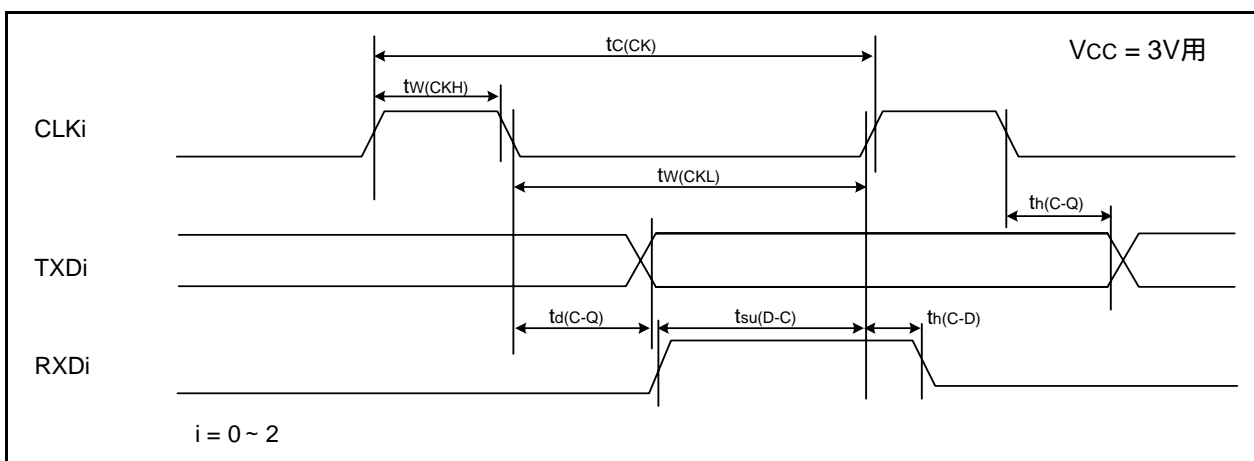 tC(CK)
VCC = 3V用
tW(CKH)
CLKi
tW(CKL)
th(C-Q)
TXDi
td(C-Q)
tsu(D-C)
th(C-D)
RXDi
i = 0 ~ 2